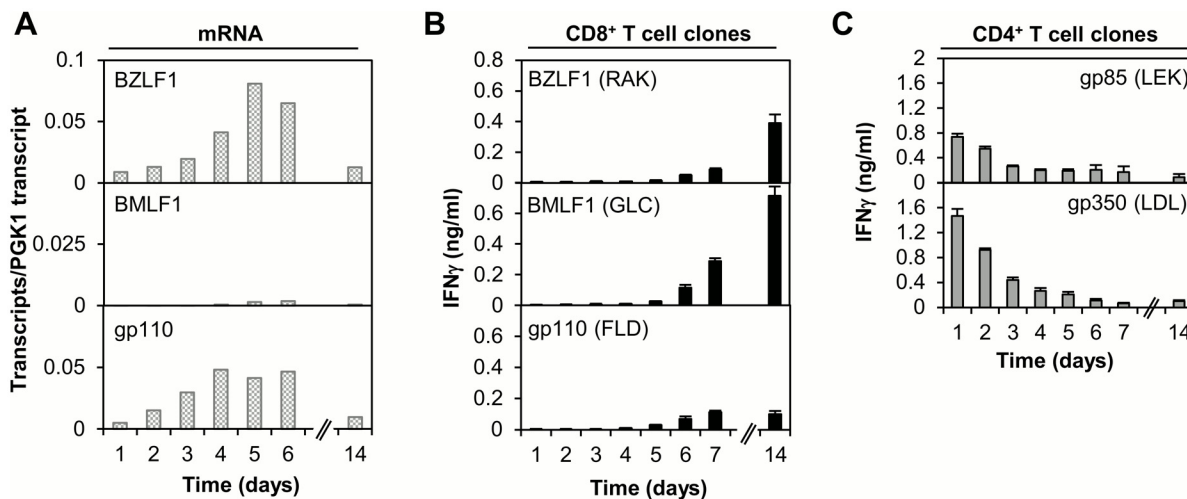 A
mRNA
Transcripts/PGK1 transcript
0.1
0.05
0
BZLF1
0.025
0
BMLF1
0.05
0
gp110
1 2 3 4 5 6 14
Time (days)
B
CD8+ T cell clones
IFNγ (ng/ml)
0.8
0.6
0.4
0.2
0
BZLF1 (RAK)
0.6
0.4
0.2
0
BMLF1 (GLC)
0.6
0.4
0.2
0
gp110 (FLD)
1 2 3 4 5 6 7 14
Time (days)
C
CD4+ T cell clones
IFNγ (ng/ml)
2
1.6
1.2
0.8
0.4
0
gp85 (LEK)
1.6
1.2
0.8
0.4
0
gp350 (LDL)
1 2 3 4 5 6 7 14
Time (days)